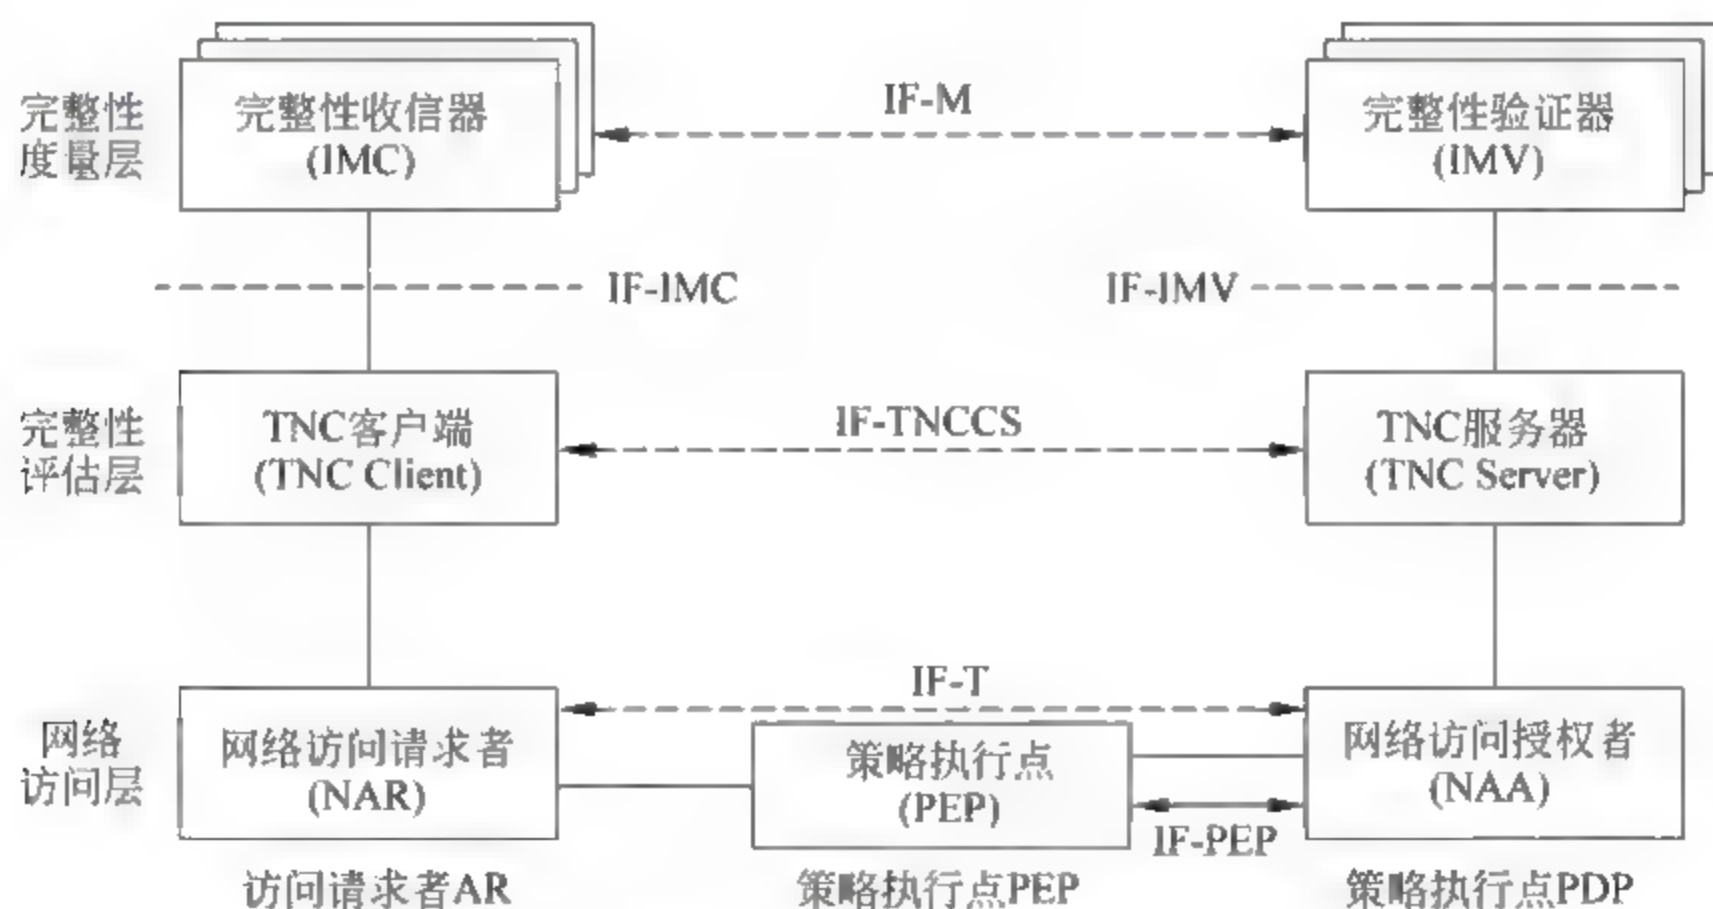 完整性
度量层
完整性收信器
(IMC)
IF-M
完整性验证器
(IMV)
IF-IMC
IF-IMV
完整性
评估层
TNC客户端
(TNC Client)
IF-TNCCS
TNC服务器
(TNC Server)
网络
访问层
网络访问请求者
(NAR)
IF-T
策略执行点
(PEP)
IF-PEP
网络访问授权者
(NAA)
访问请求者AR
策略执行点PEP
策略执行点PDP